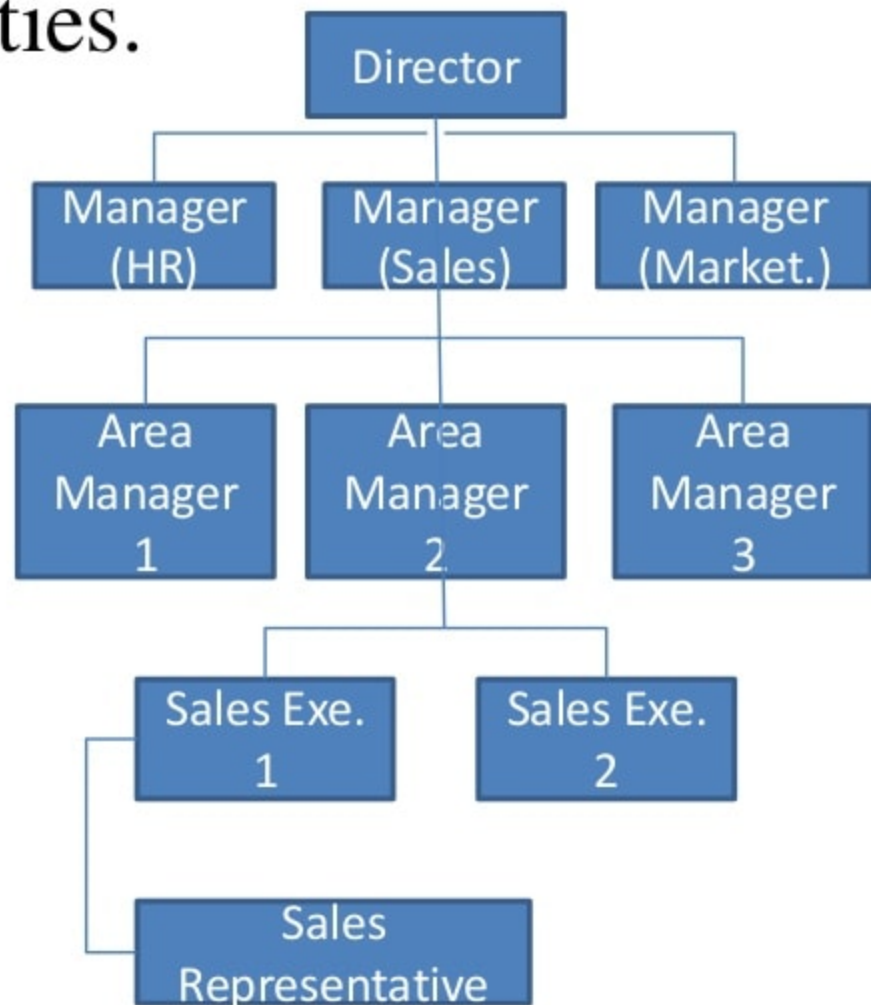 ties.
Director
Manager
(HR)
Manager
(Sales)
Manager
(Market.)
Area
Manager
1
Area
Manager
2
Area
Manager
3
Sales Exe.
1
Sales Exe.
2
Sales
Representative